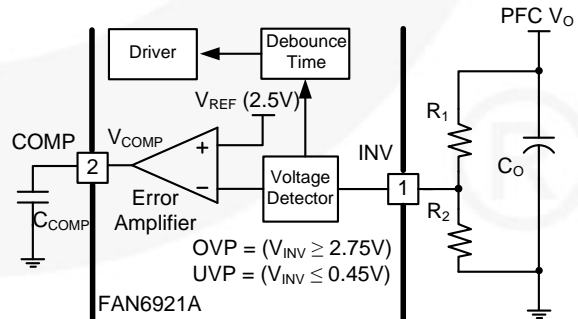 PFC VO
Driver
Debounce
Time
VREF (2.5V)
R1
COMP
VCOMP
INV
CO
2
+
−
Voltage
Detector
1
R2
CCOMP
Error
Amplifier
OVP = (VINV ≥ 2.75V)
UVP = (VINV ≤ 0.45V)
FAN6921A
®